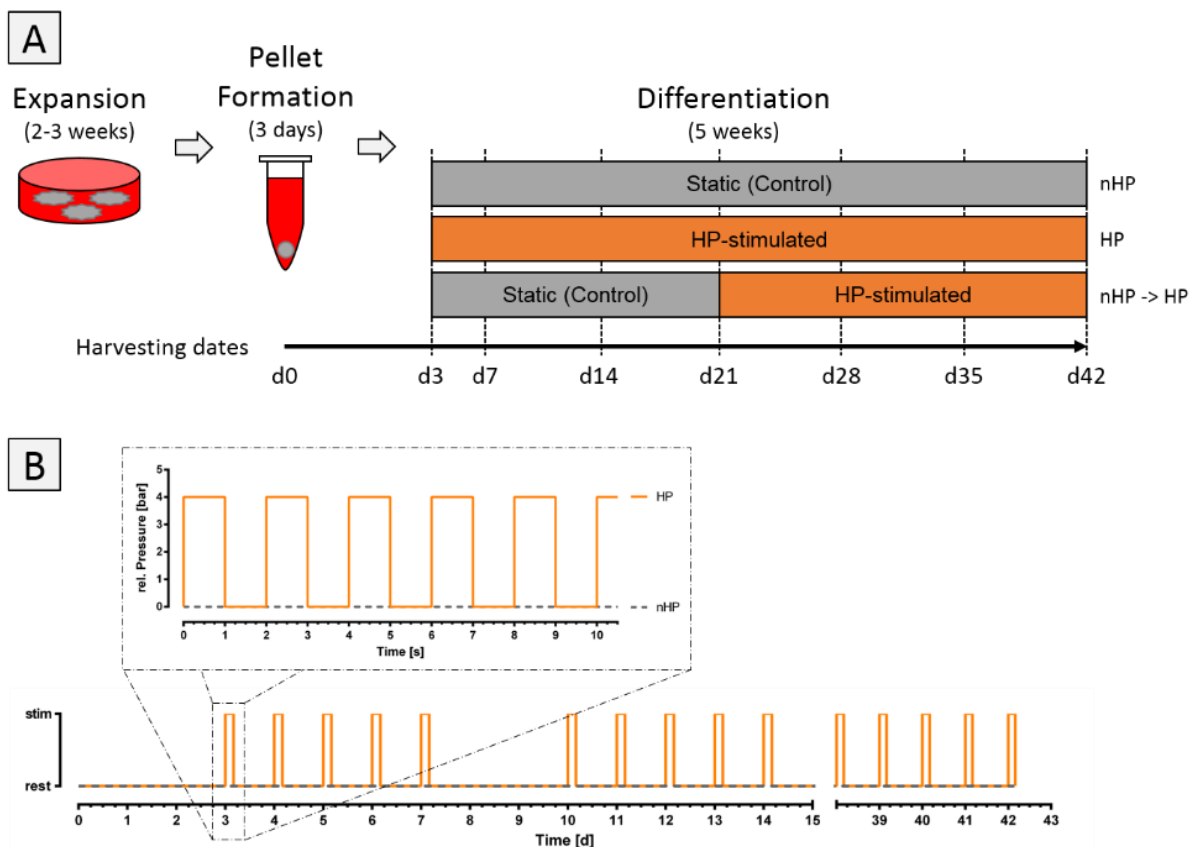 A
Expansion
(2-3 weeks)
Pellet
Formation
(3 days)
Differentiation
(5 weeks)
Static (Control)
nHP
HP-stimulated
HP
Static (Control)
HP-stimulated
nHP -> HP
Harvesting dates
d0
d3
d7
d14
d21
d28
d35
d42
B
rel. Pressure [bar]
5
4
3
2
1
0
HP
nHP
0 1 2 3 4 5 6 7 8 9 10
Time [s]
stim
rest
0 1 2 3 4 5 6 7 8 9 10 11 12 13 14 15 39 40 41 42 43
Time [d]